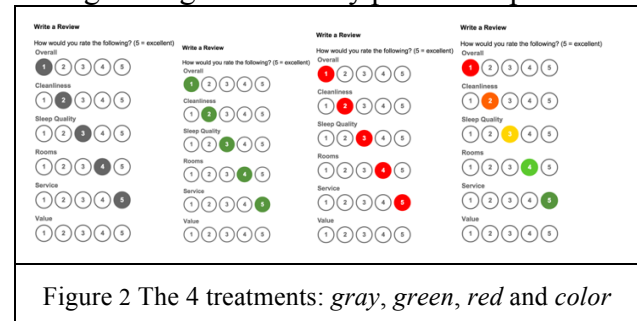 Write a Review
How would you rate the following? (5 = excellent)
Overall
1 2 3 4 5
Cleanliness
1 2 3 4 5
Sleep Quality
1 2 3 4 5
Rooms
1 2 3 4 5
Service
1 2 3 4 5
Value
1 2 3 4 5
Write a Review
How would you rate the following? (5 = excellent)
Overall
1 2 3 4 5
Cleanliness
1 2 3 4 5
Sleep Quality
1 2 3 4 5
Rooms
1 2 3 4 5
Service
1 2 3 4 5
Value
1 2 3 4 5
Write a Review
How would you rate the following? (5 = excellent)
Overall
1 2 3 4 5
Cleanliness
1 2 3 4 5
Sleep Quality
1 2 3 4 5
Rooms
1 2 3 4 5
Service
1 2 3 4 5
Value
1 2 3 4 5
Write a Review
How would you rate the following? (5 = excellent)
Overall
1 2 3 4 5
Cleanliness
1 2 3 4 5
Sleep Quality
1 2 3 4 5
Rooms
1 2 3 4 5
Service
1 2 3 4 5
Value
1 2 3 4 5
Figure 2 The 4 treatments: gray, green, red and color